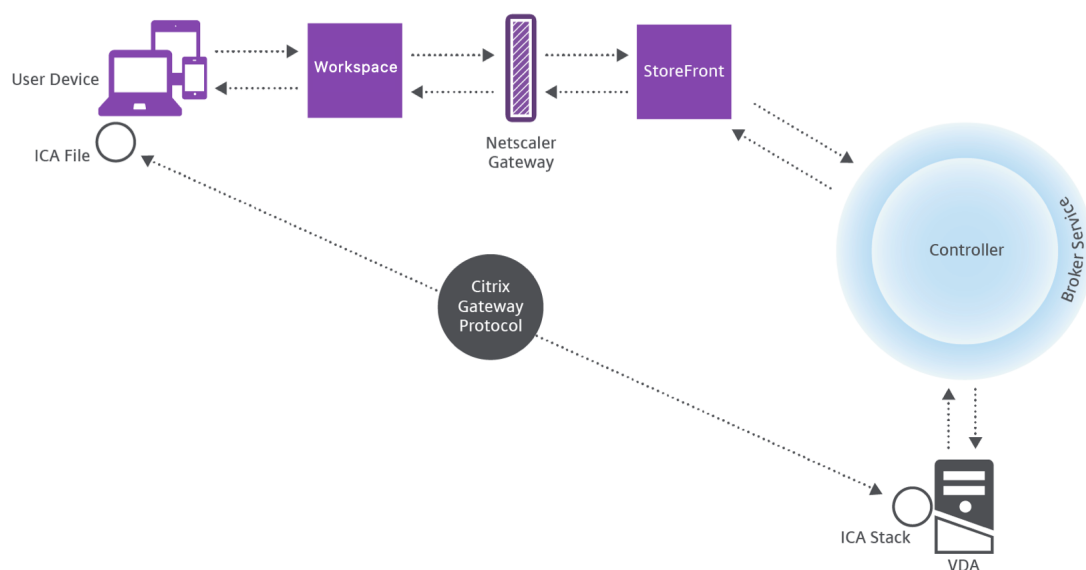 User Device
Workspace
StoreFront
Netscaler
Gateway
ICA File
Controller
Broker Service
Citrix
Gateway
Protocol
ICA Stack
VDA